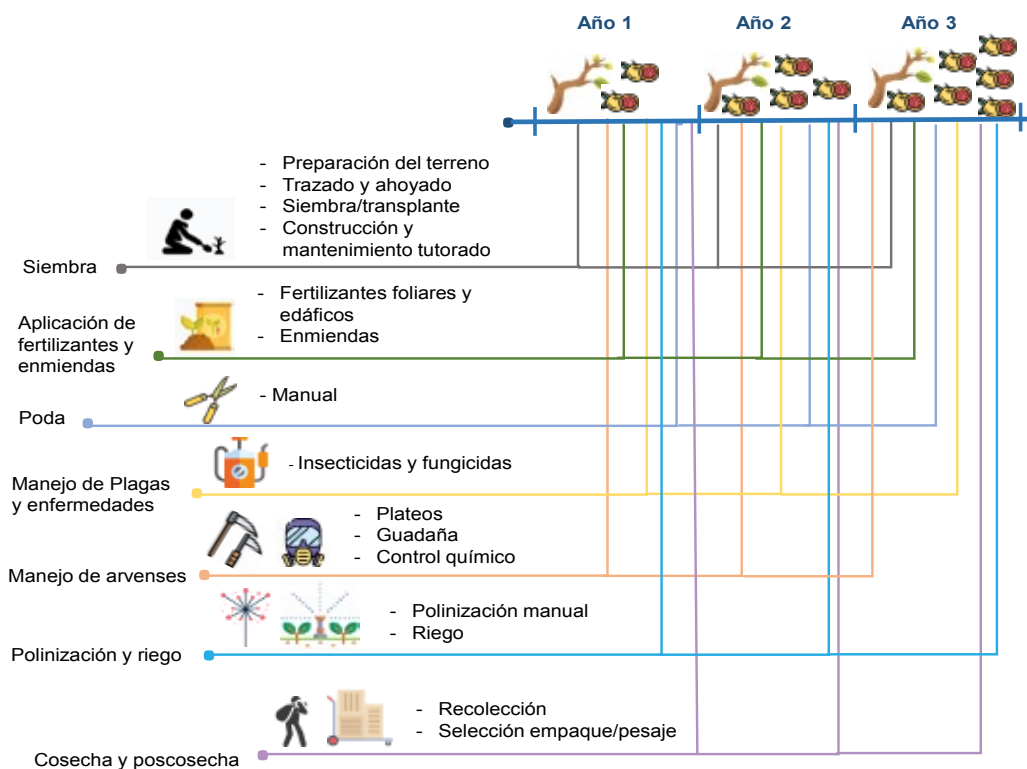 Año 1
Año 2
Año 3
- Preparación del terreno
- Trazado y ahoyado
- Siembra/transplante
- Construcción y
mantenimiento tutorado
Siembra
- Fertilizantes foliares y
edáficos
- Enmiendas
Aplicación de
fertilizantes y
enmiendas
- Manual
Poda
- Insecticidas y fungicidas
Manejo de Plagas
y enfermedades
- Plateos
- Guadaña
- Control químico
Manejo de arvenses
- Polinización manual
- Riego
Polinización y riego
- Recolección
- Selección empaque/pesaje
Cosecha y poscosecha